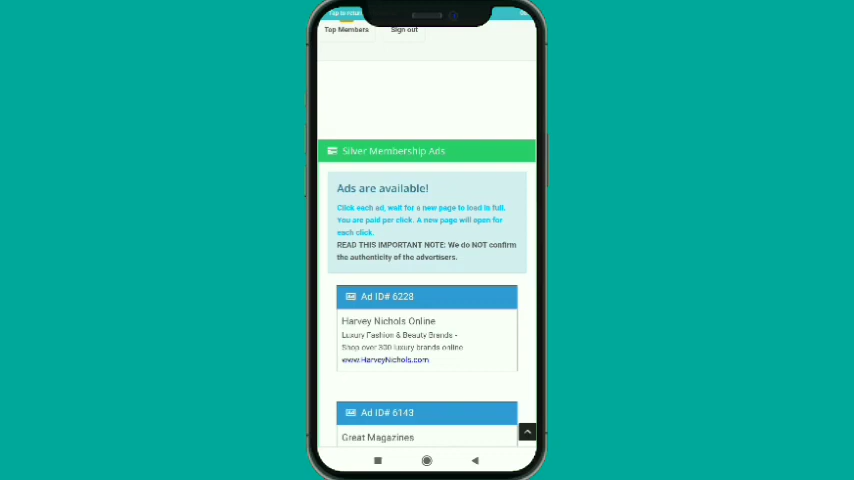 Top Members Sign out
Silver Membership Ads
Ads are available!
Click each ad, wait for a new page to load is full.
You are paid per click. A new page will open for
each click.
READ THIS IMPORTANT NOTE: We do NOT confirm
the authenticity of the advertisers.
Ad ID# 6228
Harvey Nichols Online
Luxury Fashion & Beauty Brands -
Shop over 300 luxury brands online
www.HarveyNichols.com
Ad ID# 6143
Great Magazines